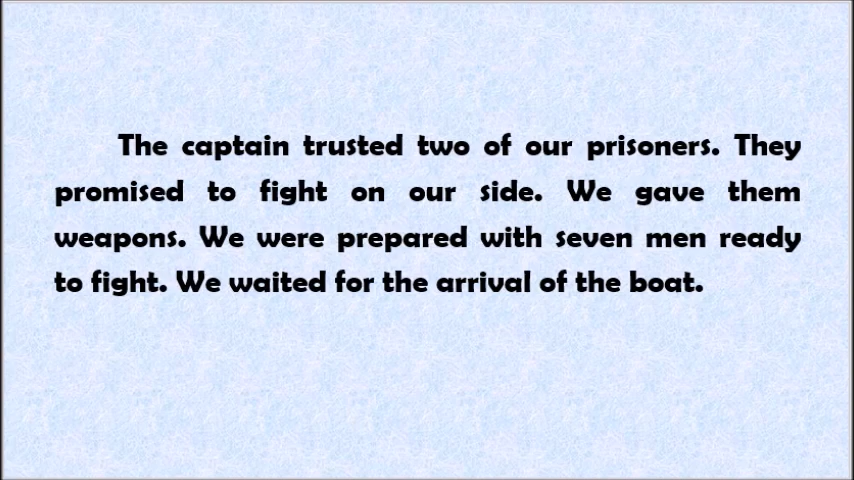 The captain trusted two of our prisoners. They
promised to fight on our side. We gave them
weapons. We were prepared with seven men ready
to fight. We waited for the arrival of the boat.